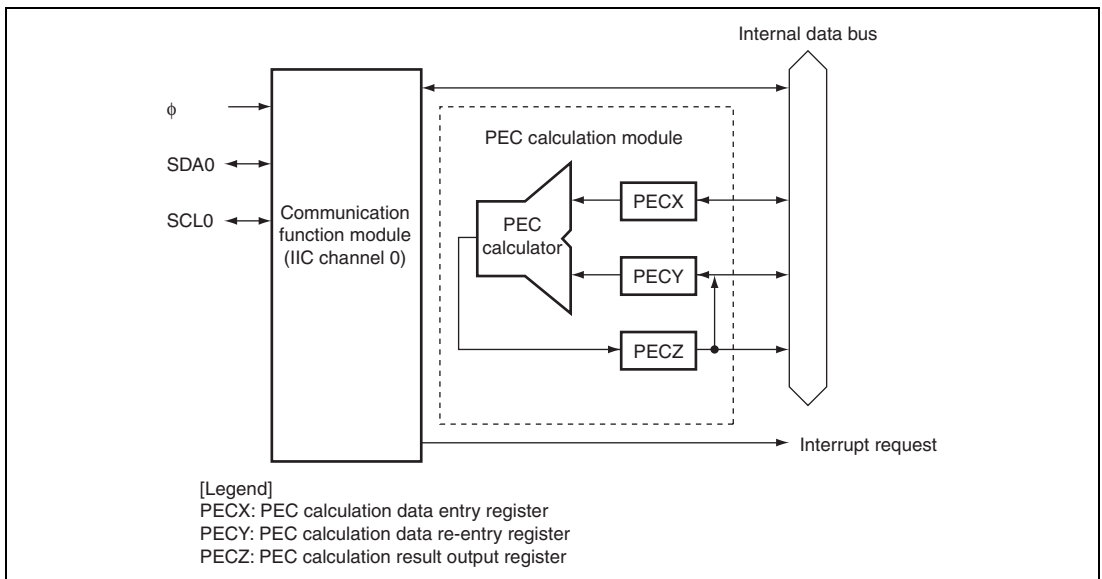 Internal data bus
ϕ
SDA0
SCL0
Communication
function module
(IIC channel 0)
PEC calculation module
PEC
calculator
PECX
PECY
PECZ
Interrupt request
[Legend]
PECX: PEC calculation data entry register
PECY: PEC calculation data re-entry register
PECZ: PEC calculation result output register